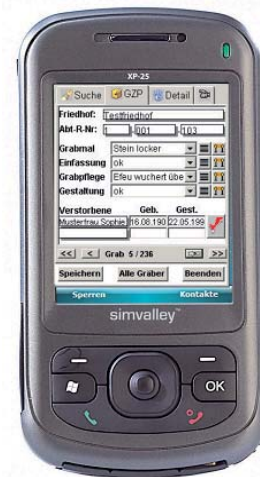 XP-25
Suche GZP Detail
Friedhof: Testfriedhof
Abt-R-Nr: 1 001 103
Grabmal Stein locker
Einfassung ok
Grabpflege Efeu wuchert übe
Gestaltung ok
Verstorbene Geb. Gest.
Mustertrau Sophie 16.08.190 22.05.199
<< < Grab 5 / 236 > >>
Speichern Alle Gräber Beenden
Sperren Kontakte
simvalley
OK